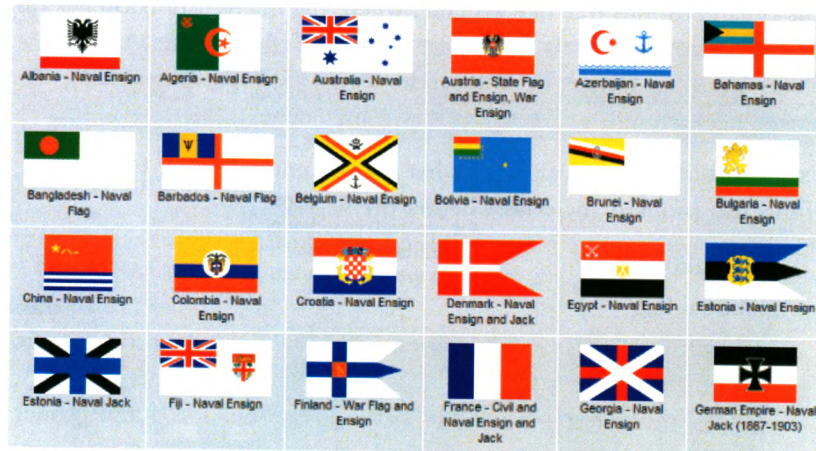 Albania - Naval Ensign
Algeria - Naval Ensign
Australia - Naval
Ensign
Austria - State Flag
and Ensign, War
Ensign
Azerbaijan - Naval
Ensign
Bahamas - Naval
Ensign
Bangladesh - Naval
Flag
Barbados - Naval Flag
Belgium - Naval Ensign
Bolivia - Naval Ensign
Brunei - Naval
Ensign
Bulgaria - Naval
Ensign
China - Naval Ensign
Colombia - Naval
Ensign
Croatia - Naval Ensign
Denmark - Naval
Ensign and Jack
Egypt - Naval Ensign
Estonia - Naval Ensign
Estonia - Naval Jack
Fiji - Naval Ensign
Finland - War Flag and
Ensign
France - Civil and
Naval Ensign and
Jack
Georgia - Naval
Ensign
German Empire - Naval
Jack (1867-1903)